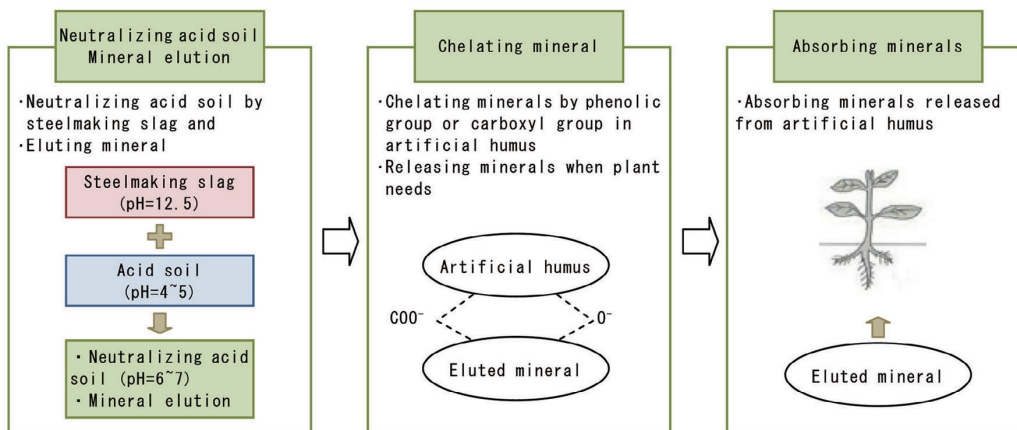 Neutralizing acid soil
Mineral elution
･Neutralizing acid soil by
steelmaking slag and
･Eluting mineral
Steelmaking slag
(pH=12.5)
Acid soil
(pH=4~5)
･Neutralizing acid
soil (pH=6~7)
･Mineral elution
Chelating mineral
･Chelating minerals by phenolic
group or carboxyl group in
artificial humus
･Releasing minerals when plant
needs
Artificial humus
COO⁻
O⁻
Eluted mineral
Absorbing minerals
･Absorbing minerals released
from artificial humus
Eluted mineral